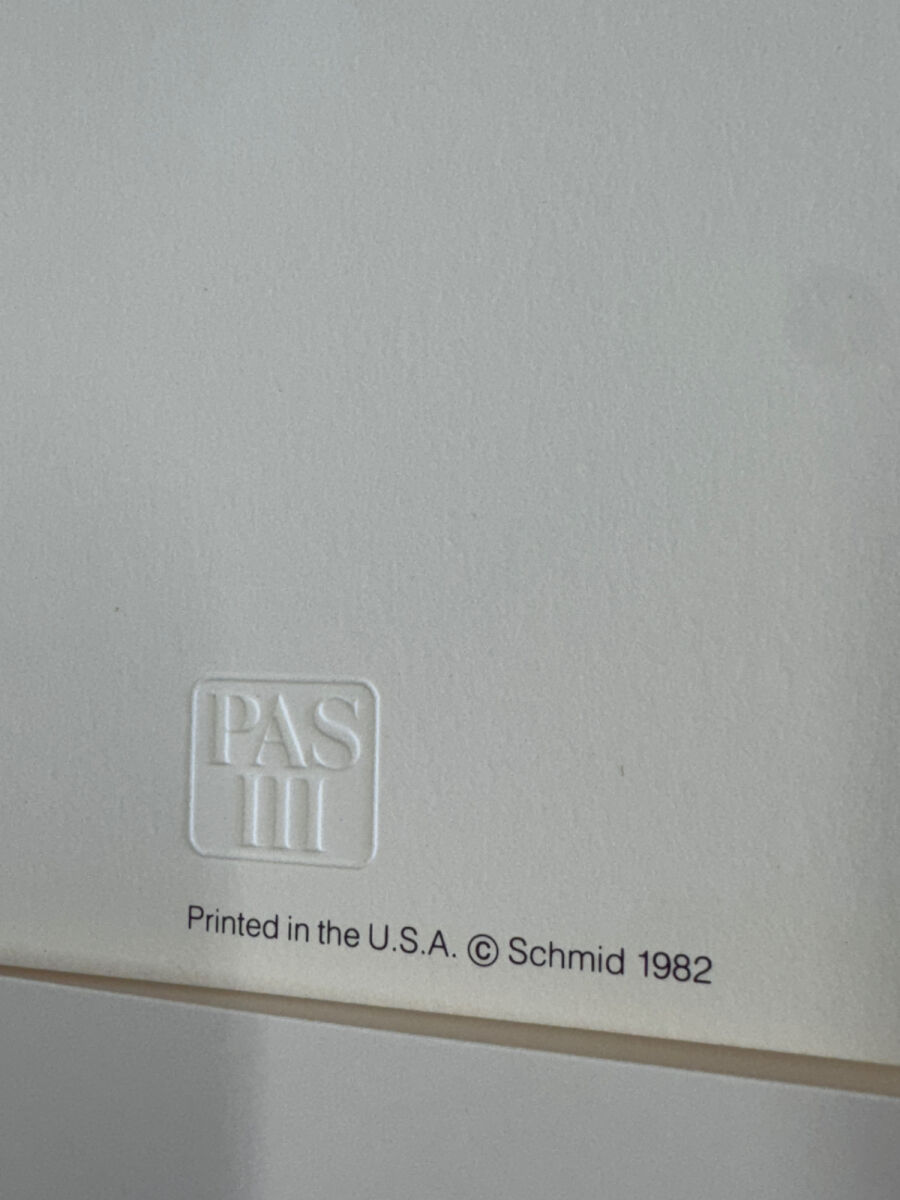 PAS
III
Printed in the U.S.A. © Schmid 1982